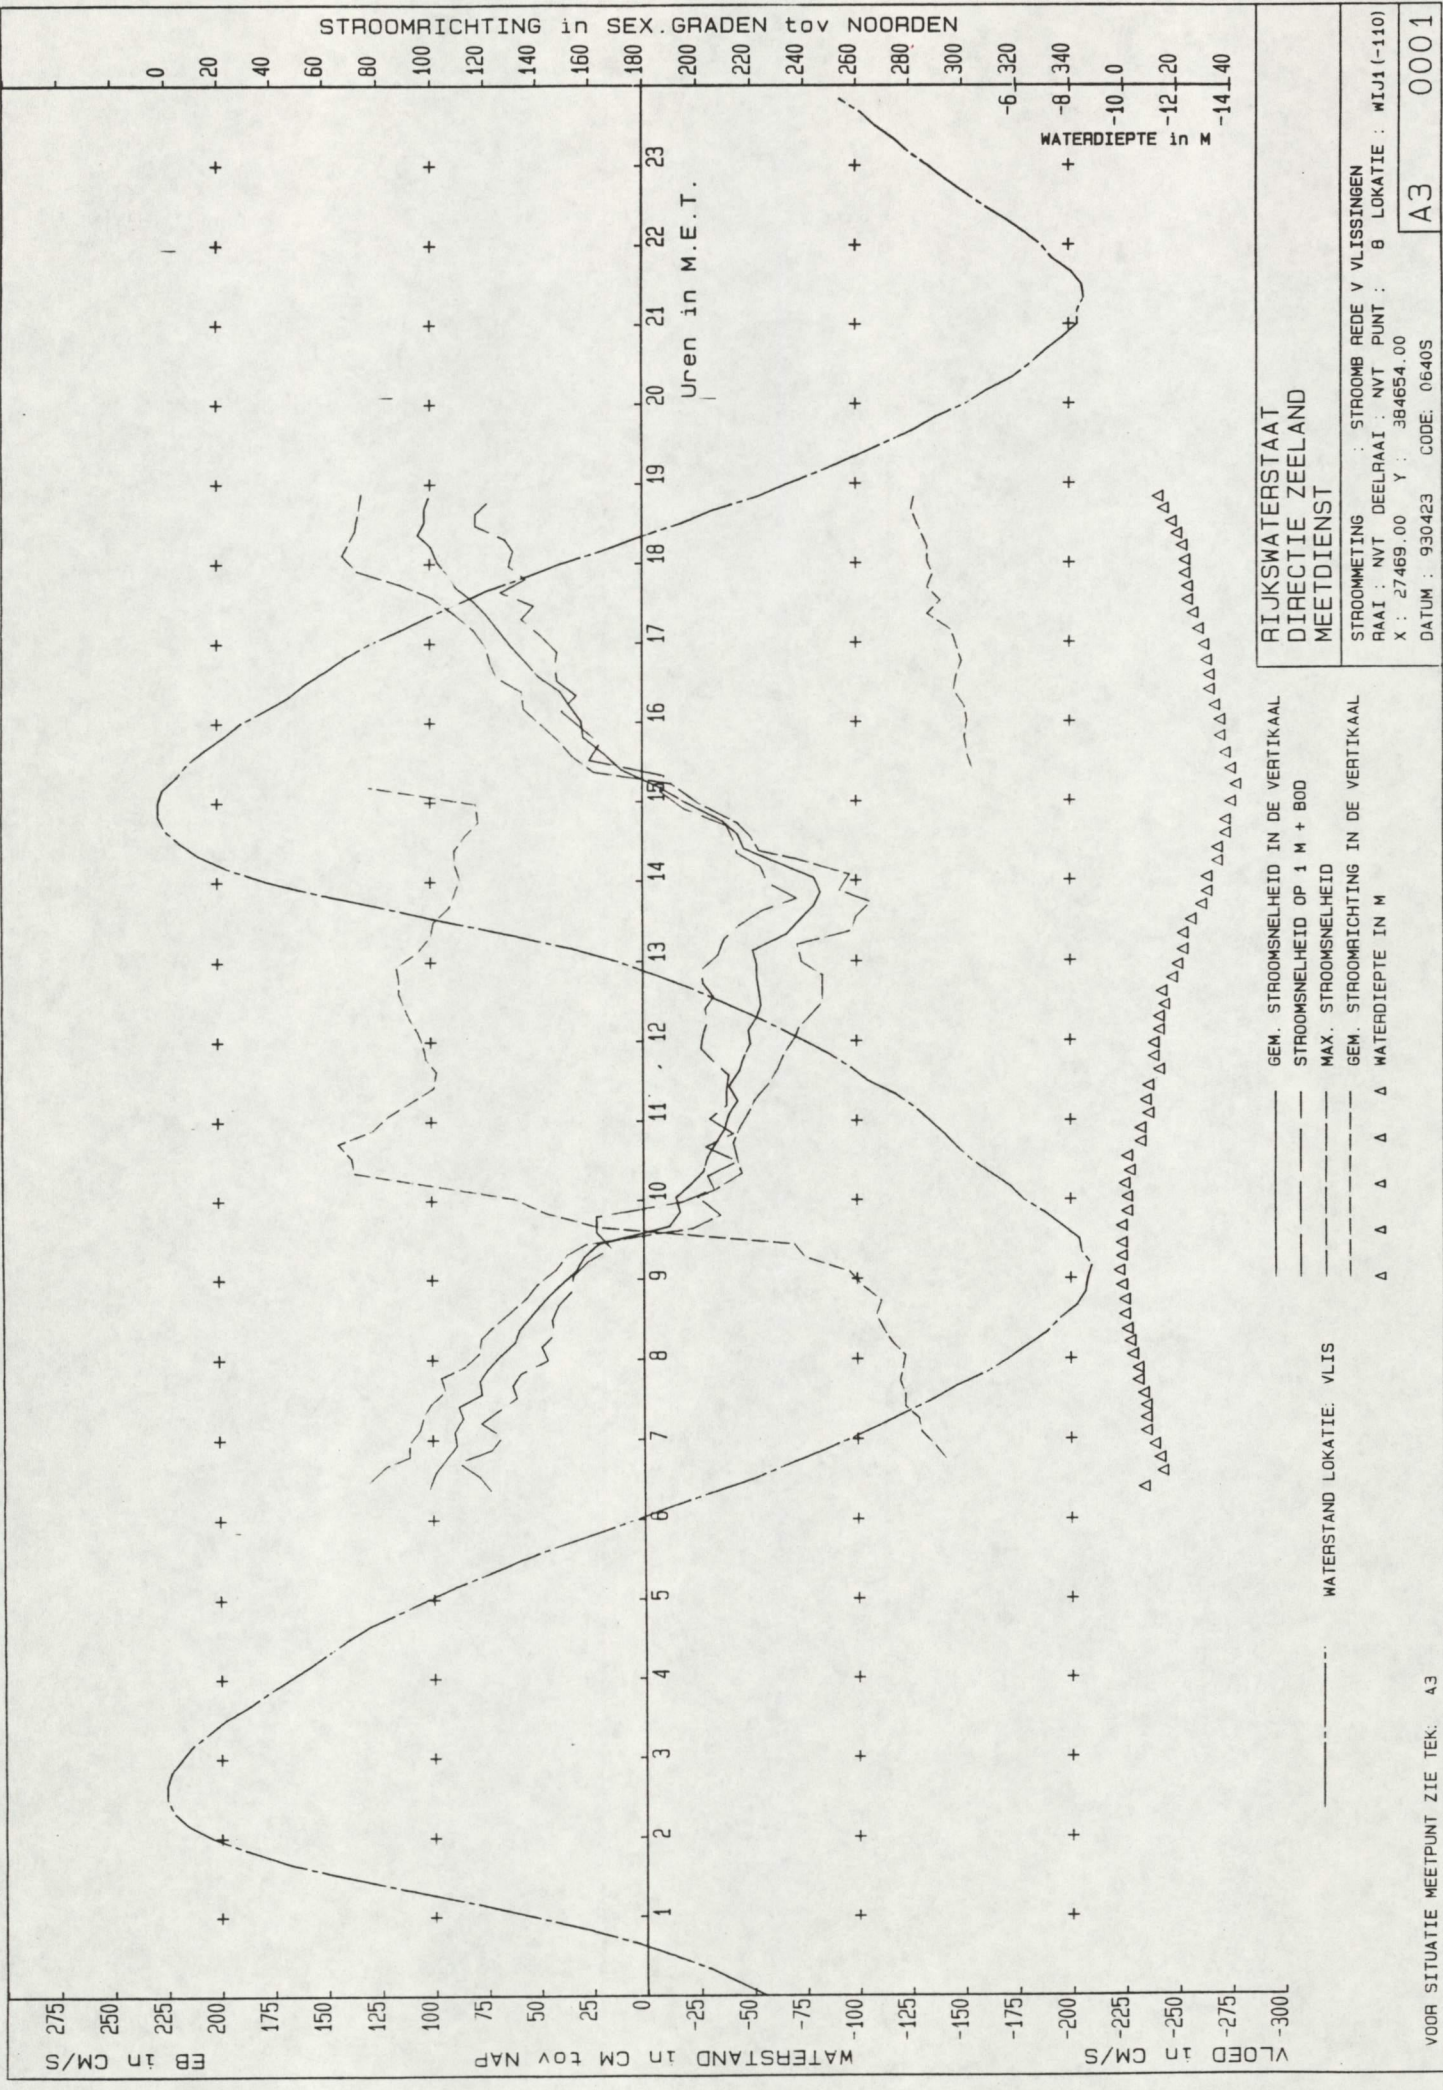 STROOMRICHTING in SEX.GRADEN tov NOORDEN
0 20 40 60 80 100 120 140 160 180 200 220 240 260 280 300 320 340 0 20 40
-6 -8 -10 -12 -14
WATERDIEPTE in M
1 2 3 4 5 6 7 8 9 10 11 12 13 14 15 16 17 18 19 20 21 22 23
Uren in M.E.T.
275 225 200 175 125 100 75 50 25 0 -25 -50 -75 -100 -125 -150 -175 -200 -225 -250 -275 -300
EB in CM/S
WATERSTAND in CM tov NAP
VLOED in CM/S
WATERSTAND LOKATIE: VLIS
GEM. STROOMSNELHEID IN DE VERTIKAAL
STROOMSNELHEID OP 1 M + BOD
MAX. STROOMSNELHEID
GEM. STROOMRICHTING IN DE VERTIKAAL
WATERDIEPTE IN M
RIJKSWATERSTAAT
DIRECTIE ZEELAND
MEETDIENST
STROOMMETING : STROOMB REDE V VLISSINGEN
RAAI : NVT DEELRAAI : NVT PUNT : 8 LOKATIE : WIJ1(-110)
X : 27469.00 Y : 384654.00
DATUM : 930423 CODE: 0640S
A3 0001
VOOR SITUATIE MEETPUNT ZIE TEK: A3